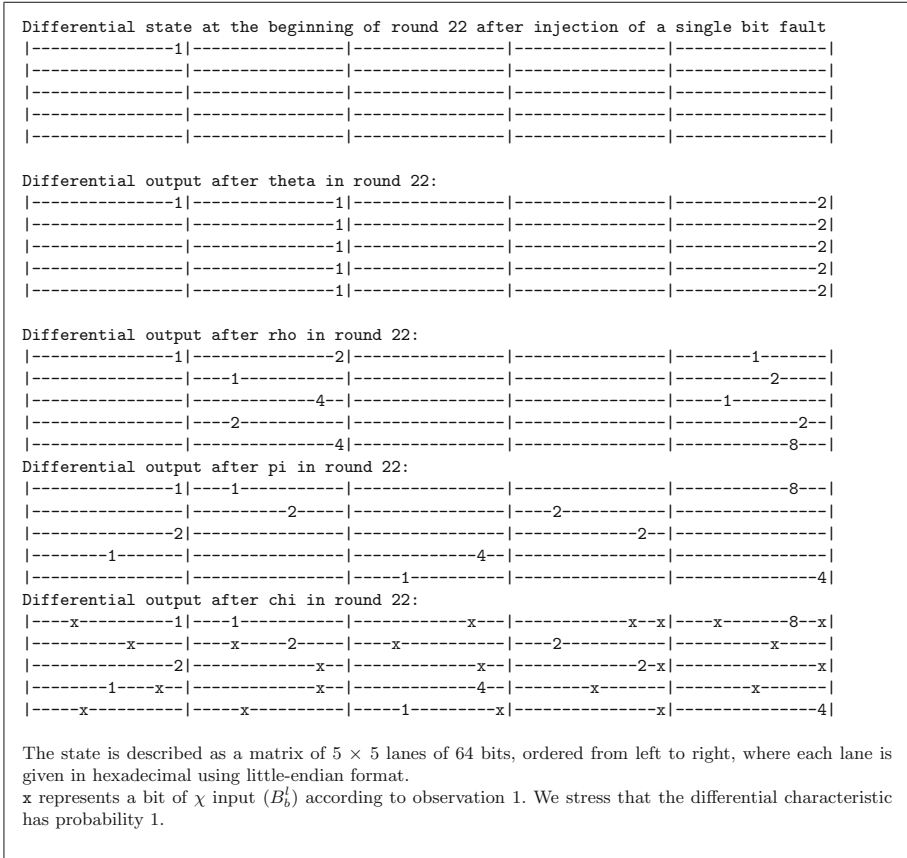 Differential state at the beginning of round 22 after injection of a single bit fault
|---------------1|----------------|----------------|----------------|----------------|
|----------------|----------------|----------------|----------------|----------------|
|----------------|----------------|----------------|----------------|----------------|
|----------------|----------------|----------------|----------------|----------------|
|----------------|----------------|----------------|----------------|----------------|
Differential output after theta in round 22:
|---------------1|---------------1|----------------|----------------|---------------2|
|----------------|---------------1|----------------|----------------|---------------2|
|----------------|---------------1|----------------|----------------|---------------2|
|----------------|---------------1|----------------|----------------|---------------2|
|----------------|---------------1|----------------|----------------|---------------2|
Differential output after rho in round 22:
|---------------1|---------------2|----------------|----------------|--------1-------|
|----------------|----1-----------|----------------|----------------|----------2-----|
|----------------|-------------4--|----------------|----------------|-----1----------|
|----------------|----2-----------|----------------|----------------|-------------2--|
|----------------|---------------4|----------------|----------------|------------8---|
Differential output after pi in round 22:
|---------------1|----1-----------|----------------|----------------|------------8---|
|----------------|----------2-----|----------------|----2-----------|----------------|
|---------------2|----------------|----------------|-------------2--|----------------|
|--------1-------|----------------|-------------4--|----------------|----------------|
|----------------|----------------|-----1----------|----------------|---------------4|
Differential output after chi in round 22:
|----x----------1|----1-----------|------------x---|------------x--x|----x-------8--x|
|----------x-----|----x-----2-----|----x-----------|----2-----------|----------x-----|
|---------------2|-------------x--|-------------x--|-------------2-x|---------------x|
|--------1----x--|-------------x--|-------------4--|--------x-------|--------x-------|
|-----x----------|-----x----------|-----1---------x|---------------x|---------------4|
The state is described as a matrix of 5 × 5 lanes of 64 bits, ordered from left to right, where each lane is
given in hexadecimal using little-endian format.
x represents a bit of χ input (B_b^l) according to observation 1. We stress that the differential characteristic
has probability 1.